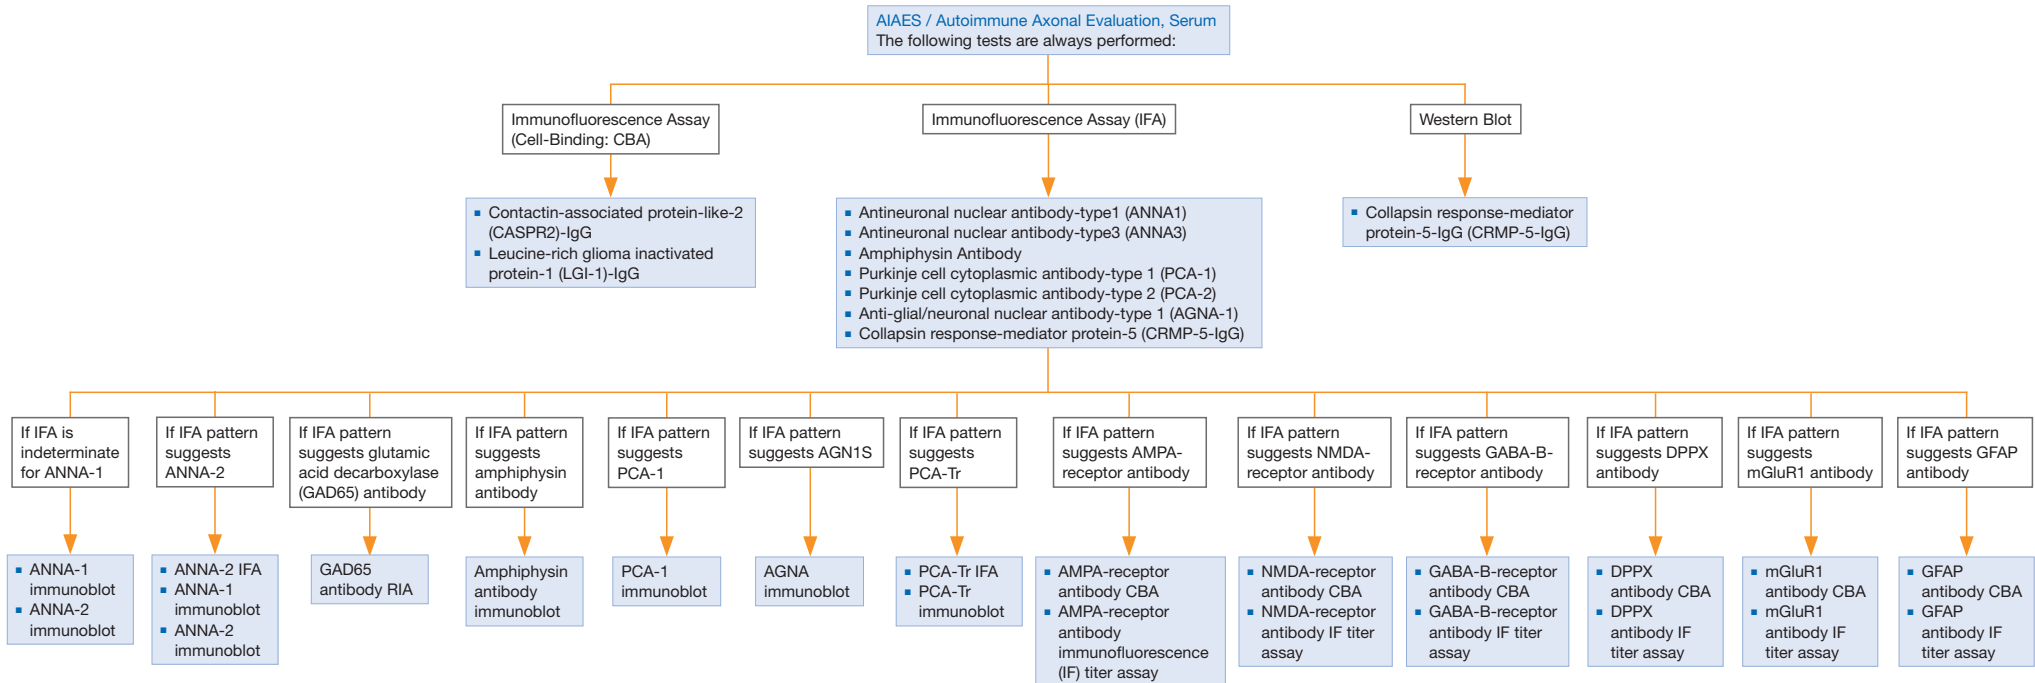 AIAES / Autoimmune Axonal Evaluation, Serum
The following tests are always performed:
Immunofluorescence Assay
(Cell-Binding: CBA)
Immunofluorescence Assay (IFA)
Western Blot
▪ Contactin-associated protein-like-2
(CASPR2)-IgG
▪ Leucine-rich glioma inactivated
protein-1 (LGI-1)-IgG
▪ Antineuronal nuclear antibody-type1 (ANNA1)
▪ Antineuronal nuclear antibody-type3 (ANNA3)
▪ Amphiphysin Antibody
▪ Purkinje cell cytoplasmic antibody-type 1 (PCA-1)
▪ Purkinje cell cytoplasmic antibody-type 2 (PCA-2)
▪ Anti-glial/neuronal nuclear antibody-type 1 (AGNA-1)
▪ Collapsin response-mediator protein-5 (CRMP-5-IgG)
▪ Collapsin response-mediator
protein-5-IgG (CRMP-5-IgG)
If IFA is
indeterminate
for ANNA-1
If IFA pattern
suggests
ANNA-2
If IFA pattern
suggests glutamic
acid decarboxylase
(GAD65) antibody
If IFA pattern
suggests
amphiphysin
antibody
If IFA pattern
suggests
PCA-1
If IFA pattern
suggests AGN1S
If IFA pattern
suggests
PCA-Tr
If IFA pattern
suggests AMPA-
receptor antibody
If IFA pattern
suggests NMDA-
receptor antibody
If IFA pattern
suggests GABA-B-
receptor antibody
If IFA pattern
suggests DPPX
antibody
If IFA pattern
suggests
mGluR1 antibody
If IFA pattern
suggests GFAP
antibody
▪ ANNA-1
immunoblot
▪ ANNA-2
immunoblot
▪ ANNA-2 IFA
▪ ANNA-1
immunoblot
▪ ANNA-2
immunoblot
GAD65
antibody RIA
Amphiphysin
antibody
immunoblot
PCA-1
immunoblot
AGNA
immunoblot
▪ PCA-Tr IFA
▪ PCA-Tr
immunoblot
▪ AMPA-receptor
antibody CBA
▪ AMPA-receptor
antibody
immunofluorescence
(IF) titer assay
▪ NMDA-receptor
antibody CBA
▪ NMDA-receptor
antibody IF titer
assay
▪ GABA-B-receptor
antibody CBA
▪ GABA-B-receptor
antibody IF titer
assay
▪ DPPX
antibody CBA
▪ DPPX
antibody IF
titer assay
▪ mGluR1
antibody CBA
▪ mGluR1
antibody IF
titer assay
▪ GFAP
antibody CBA
▪ GFAP
antibody IF
titer assay